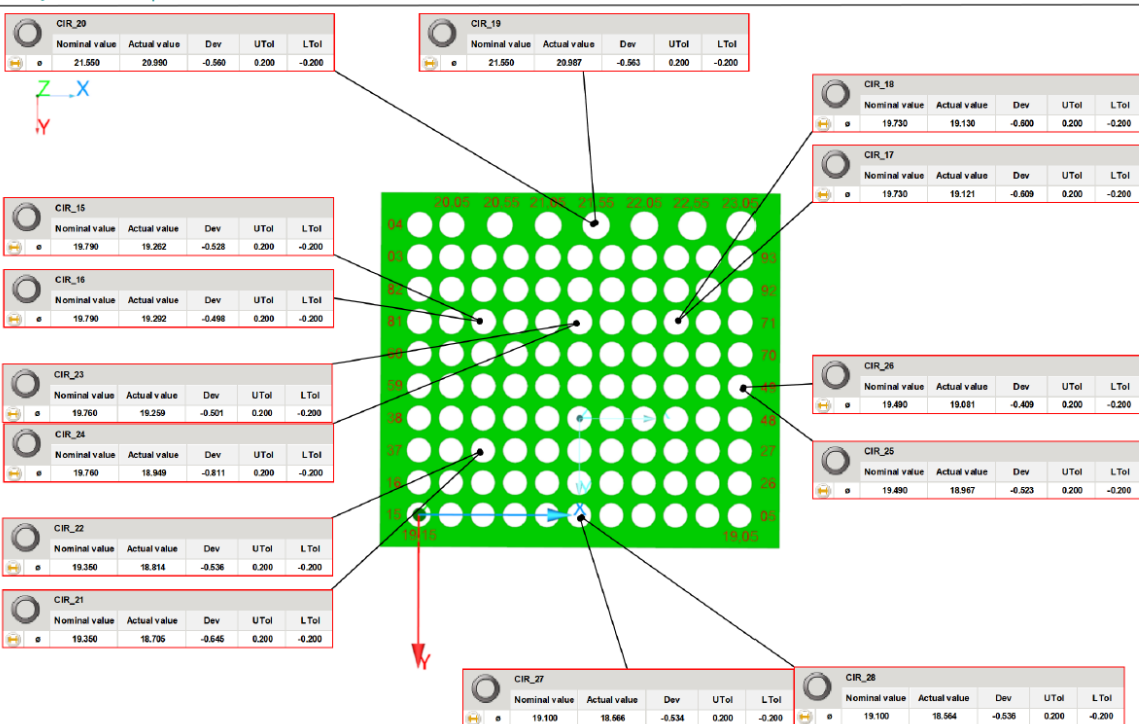 CIR_20
Nominal value Actual value Dev UTol LTol
ø 21.550 20.990 -0.560 0.200 -0.200
CIR_19
Nominal value Actual value Dev UTol LTol
ø 21.550 20.987 -0.563 0.200 -0.200
Z X
Y
CIR_18
Nominal value Actual value Dev UTol LTol
ø 19.730 19.130 -0.600 0.200 -0.200
CIR_17
Nominal value Actual value Dev UTol LTol
ø 19.730 19.121 -0.609 0.200 -0.200
CIR_15
Nominal value Actual value Dev UTol LTol
ø 19.790 19.262 -0.528 0.200 -0.200
CIR_16
Nominal value Actual value Dev UTol LTol
ø 19.790 19.292 -0.498 0.200 -0.200
CIR_23
Nominal value Actual value Dev UTol LTol
ø 19.760 19.259 -0.501 0.200 -0.200
CIR_24
Nominal value Actual value Dev UTol LTol
ø 19.760 18.949 -0.811 0.200 -0.200
CIR_22
Nominal value Actual value Dev UTol LTol
ø 19.350 18.814 -0.536 0.200 -0.200
CIR_21
Nominal value Actual value Dev UTol LTol
ø 19.350 18.705 -0.645 0.200 -0.200
20.05 20.55 21.05 21.55 22.05 22.55 23.05
04
03 93
82 92
81 71
60 70
59 49
38 48
37 27
16 26
15 X 05
19.15 19.05
Y
CIR_26
Nominal value Actual value Dev UTol LTol
ø 19.490 19.081 -0.409 0.200 -0.200
CIR_25
Nominal value Actual value Dev UTol LTol
ø 19.490 18.967 -0.523 0.200 -0.200
CIR_27
Nominal value Actual value Dev UTol LTol
ø 19.100 18.566 -0.534 0.200 -0.200
CIR_28
Nominal value Actual value Dev UTol LTol
ø 19.100 18.564 -0.536 0.200 -0.200